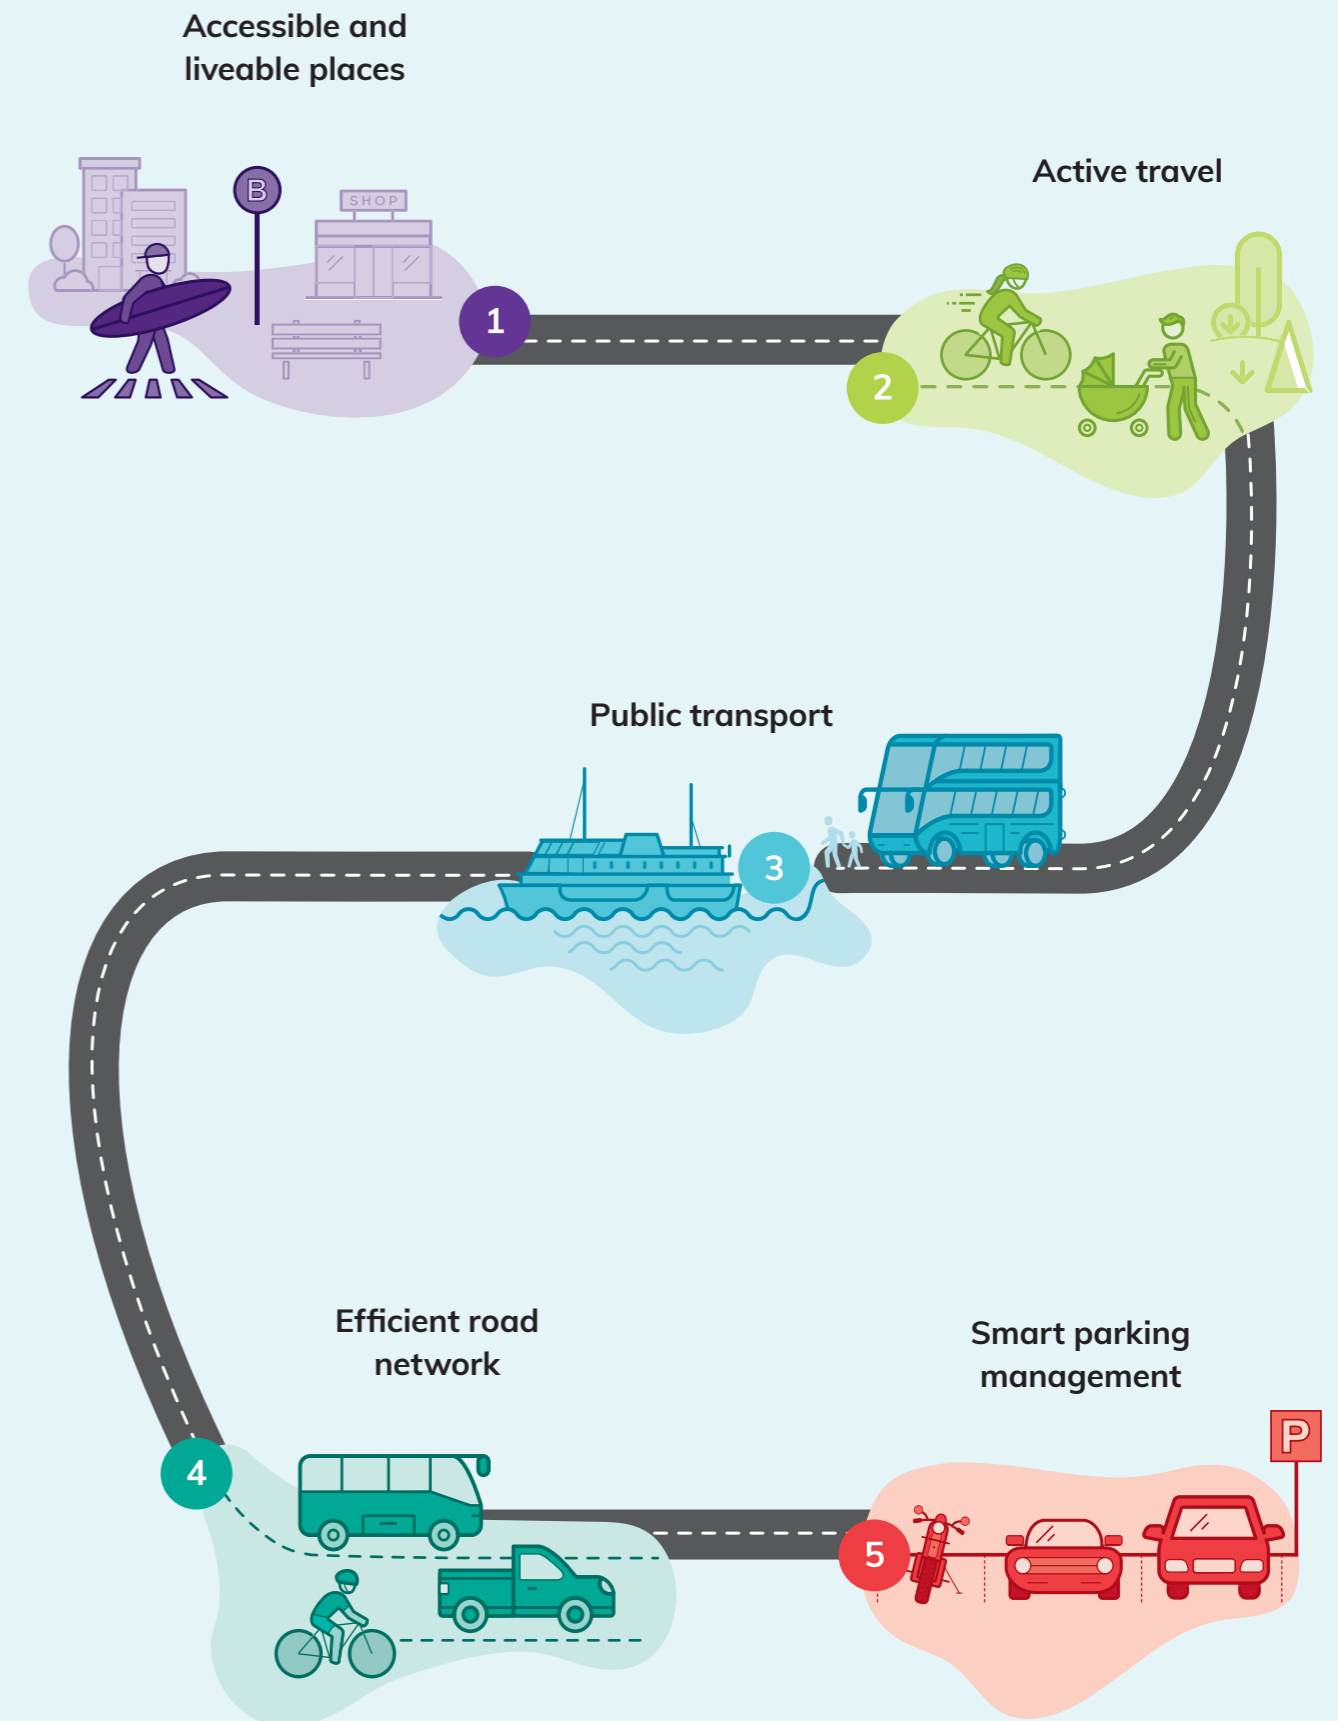 Accessible and
liveable places
B
SHOP
1
Active travel
2
Public transport
3
Efficient road
network
4
Smart parking
management
P
5